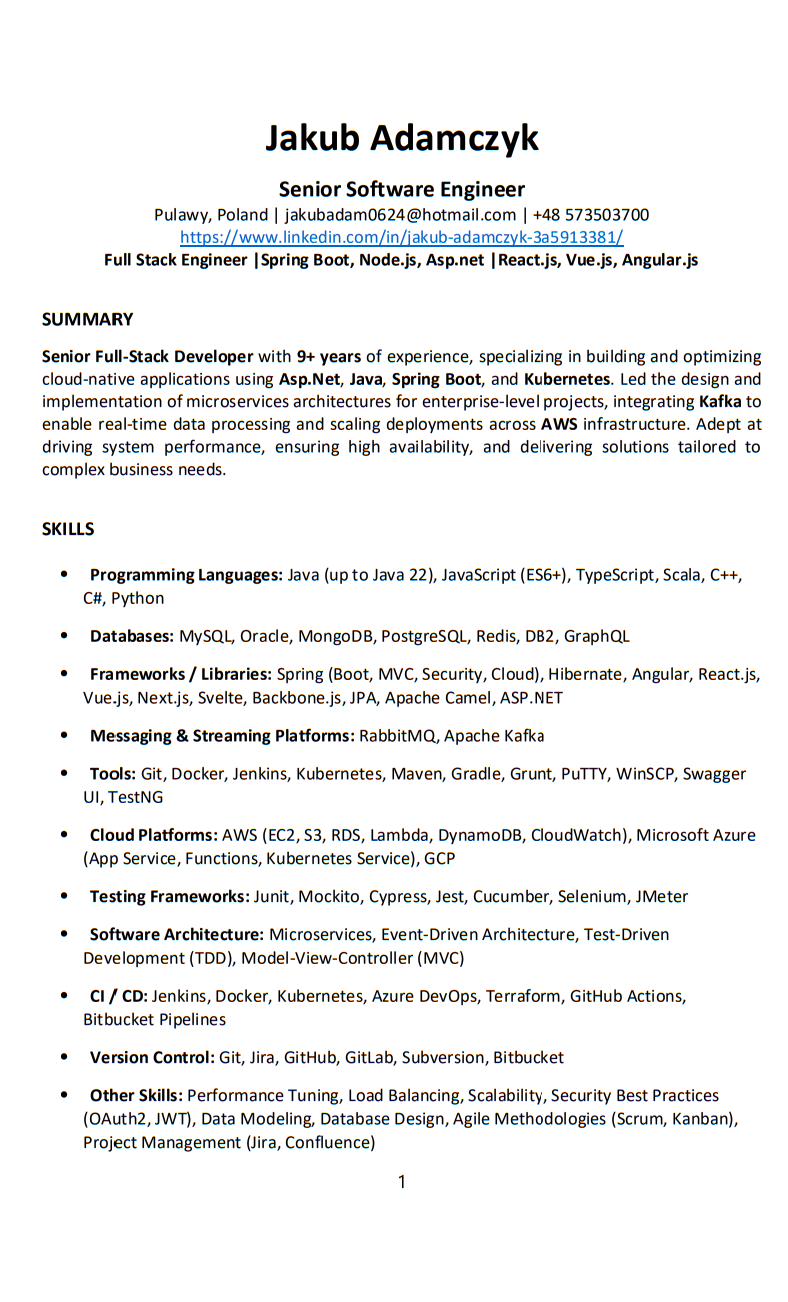 Jakub Adamczyk
Senior Software Engineer
Pulawy, Poland | jakubadam0624@hotmail.com | +48 573503700
https://www.linkedin.com/in/jakub-adamczyk-3a5913381/
Full Stack Engineer |Spring Boot, Node.js, Asp.net |React.js, Vue.js, Angular.js
SUMMARY
Senior Full-Stack Developer with 9+ years of experience, specializing in building and optimizing
cloud-native applications using Asp.Net, Java, Spring Boot, and Kubernetes. Led the design and
implementation of microservices architectures for enterprise-level projects, integrating Kafka to
enable real-time data processing and scaling deployments across AWS infrastructure. Adept at
driving system performance, ensuring high availability, and delivering solutions tailored to
complex business needs.
SKILLS
• Programming Languages: Java (up to Java 22), JavaScript (ES6+), TypeScript, Scala, C++,
C#, Python
• Databases: MySQL, Oracle, MongoDB, PostgreSQL, Redis, DB2, GraphQL
• Frameworks / Libraries: Spring (Boot, MVC, Security, Cloud), Hibernate, Angular, React.js,
Vue.js, Next.js, Svelte, Backbone.js, JPA, Apache Camel, ASP.NET
• Messaging & Streaming Platforms: RabbitMQ, Apache Kafka
• Tools: Git, Docker, Jenkins, Kubernetes, Maven, Gradle, Grunt, PuTTY, WinSCP, Swagger
UI, TestNG
• Cloud Platforms: AWS (EC2, S3, RDS, Lambda, DynamoDB, CloudWatch), Microsoft Azure
(App Service, Functions, Kubernetes Service), GCP
• Testing Frameworks: Junit, Mockito, Cypress, Jest, Cucumber, Selenium, JMeter
• Software Architecture: Microservices, Event-Driven Architecture, Test-Driven
Development (TDD), Model-View-Controller (MVC)
• CI / CD: Jenkins, Docker, Kubernetes, Azure DevOps, Terraform, GitHub Actions,
Bitbucket Pipelines
• Version Control: Git, Jira, GitHub, GitLab, Subversion, Bitbucket
• Other Skills: Performance Tuning, Load Balancing, Scalability, Security Best Practices
(OAuth2, JWT), Data Modeling, Database Design, Agile Methodologies (Scrum, Kanban),
Project Management (Jira, Confluence)
1